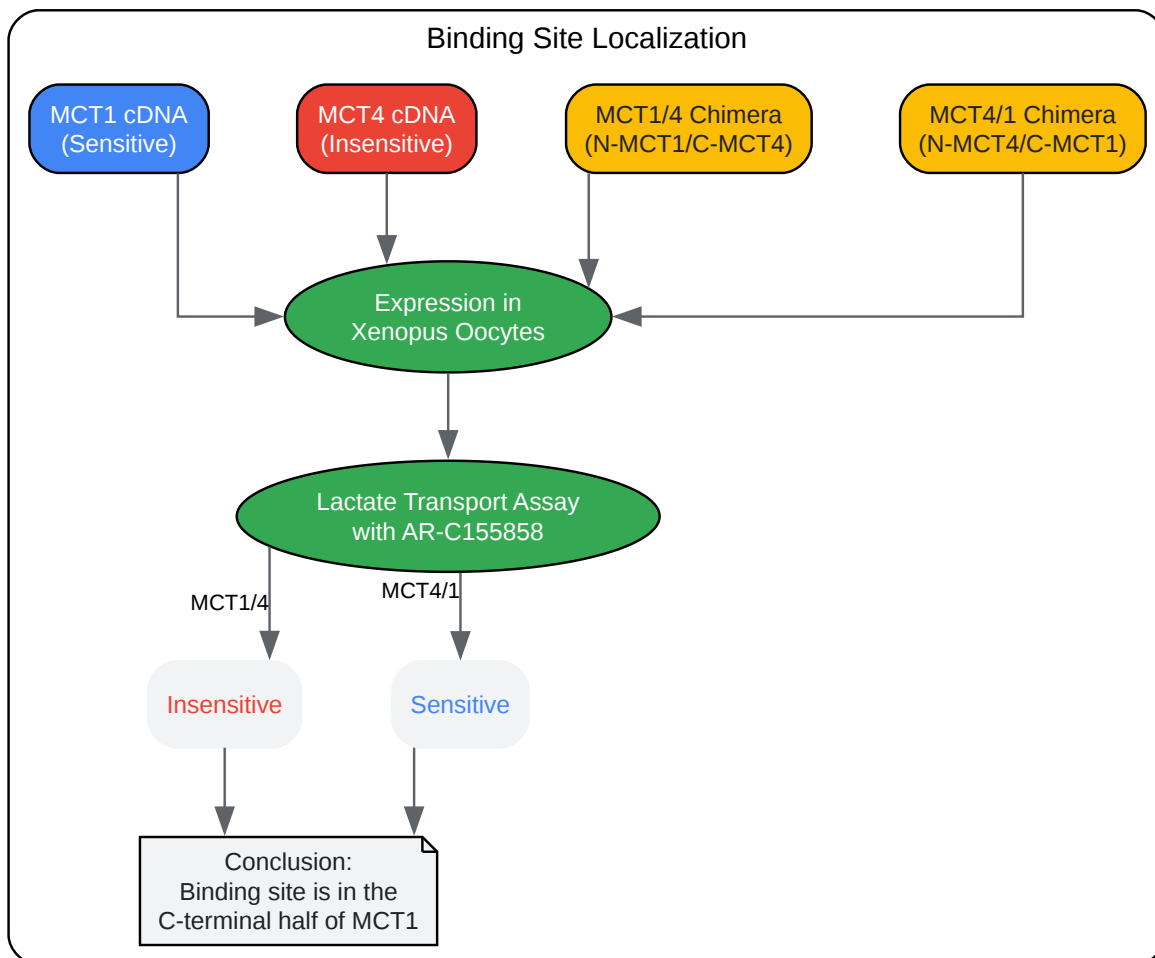 Binding Site Localization
MCT1 cDNA
(Sensitive)
MCT4 cDNA
(Insensitive)
MCT1/4 Chimera
(N-MCT1/C-MCT4)
MCT4/1 Chimera
(N-MCT4/C-MCT1)
Expression in
Xenopus Oocytes
Lactate Transport Assay
with AR-C155858
MCT1/4
MCT4/1
Insensitive
Sensitive
Conclusion:
Binding site is in the
C-terminal half of MCT1